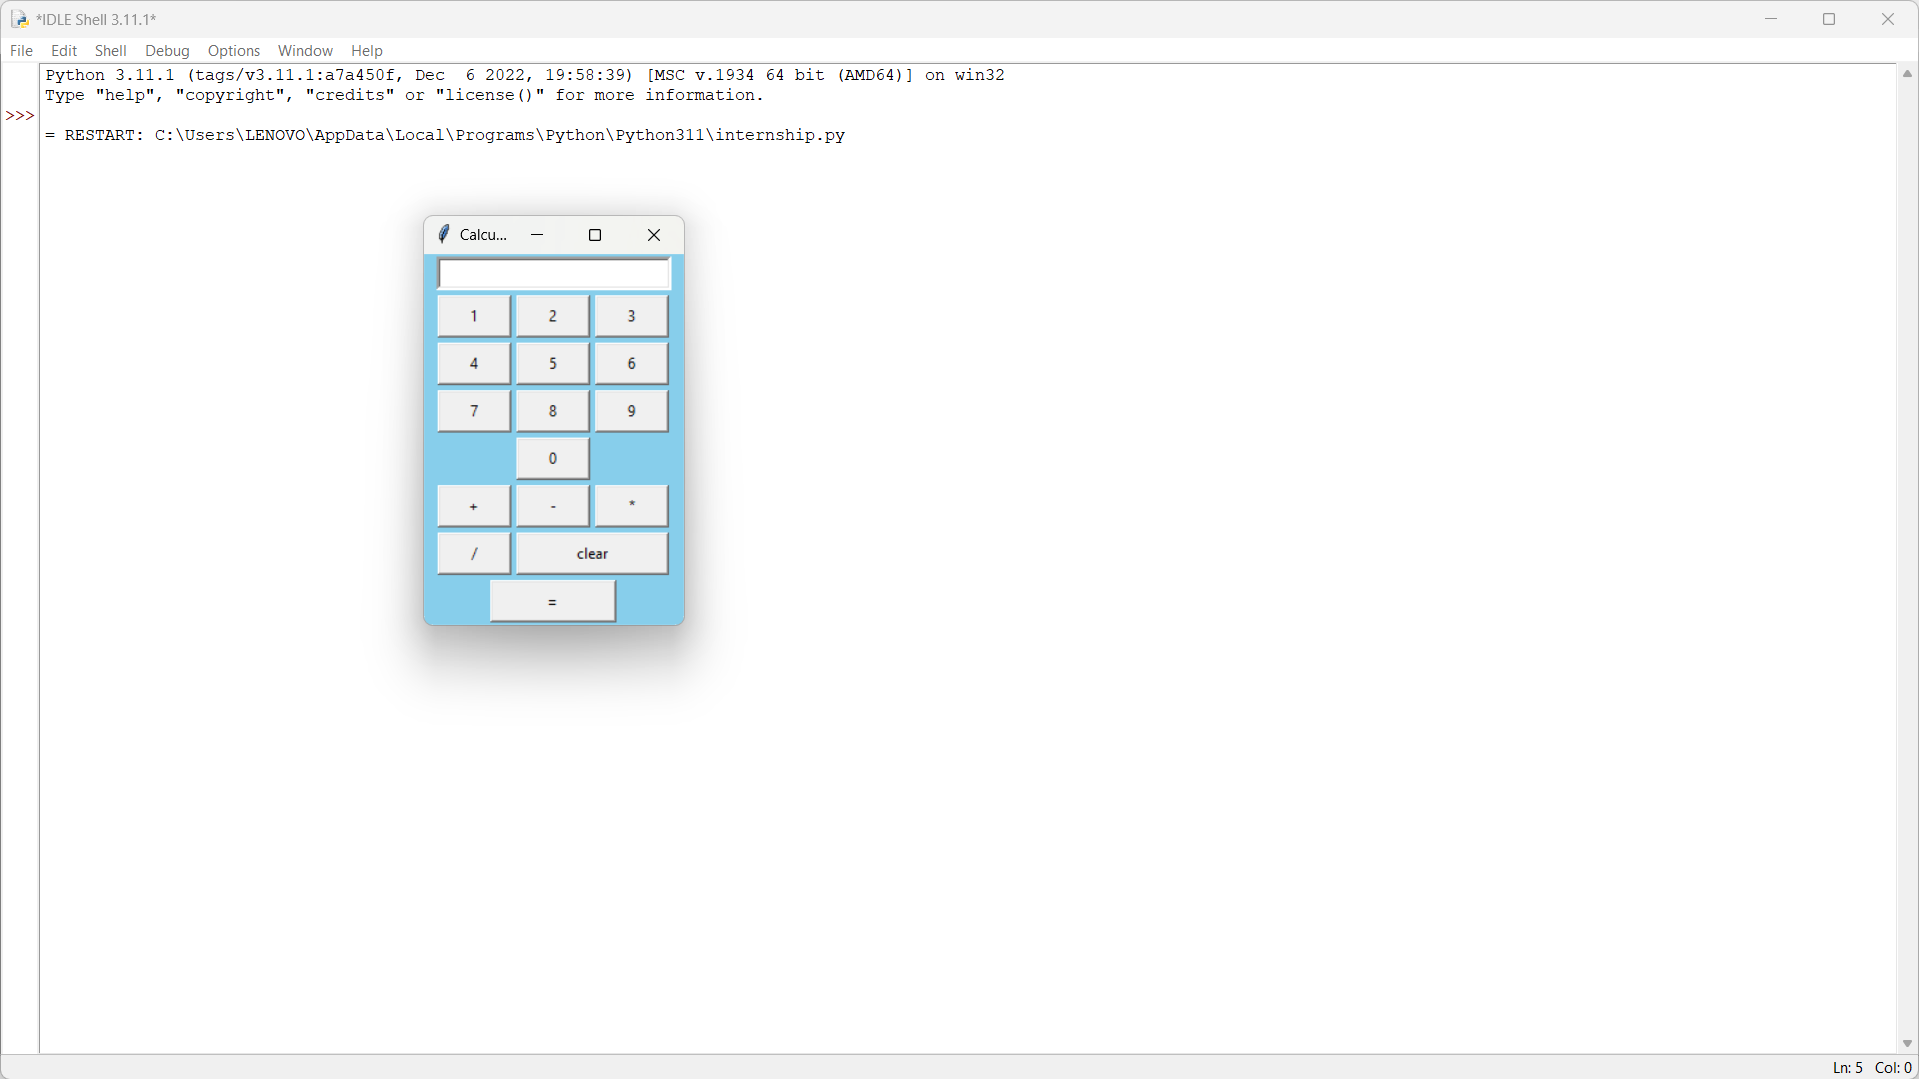 *IDLE Shell 3.11.1*
File Edit Shell Debug Options Window Help
Python 3.11.1 (tags/v3.11.1:a7a450f, Dec  6 2022, 19:58:39) [MSC v.1934 64 bit (AMD64)] on win32
Type "help", "copyright", "credits" or "license()" for more information.
>>>
= RESTART: C:\Users\LENOVO\AppData\Local\Programs\Python\Python311\internship.py
Calcu...
1 2 3
4 5 6
7 8 9
0
+ - *
/ clear
=
Ln: 5 Col: 0